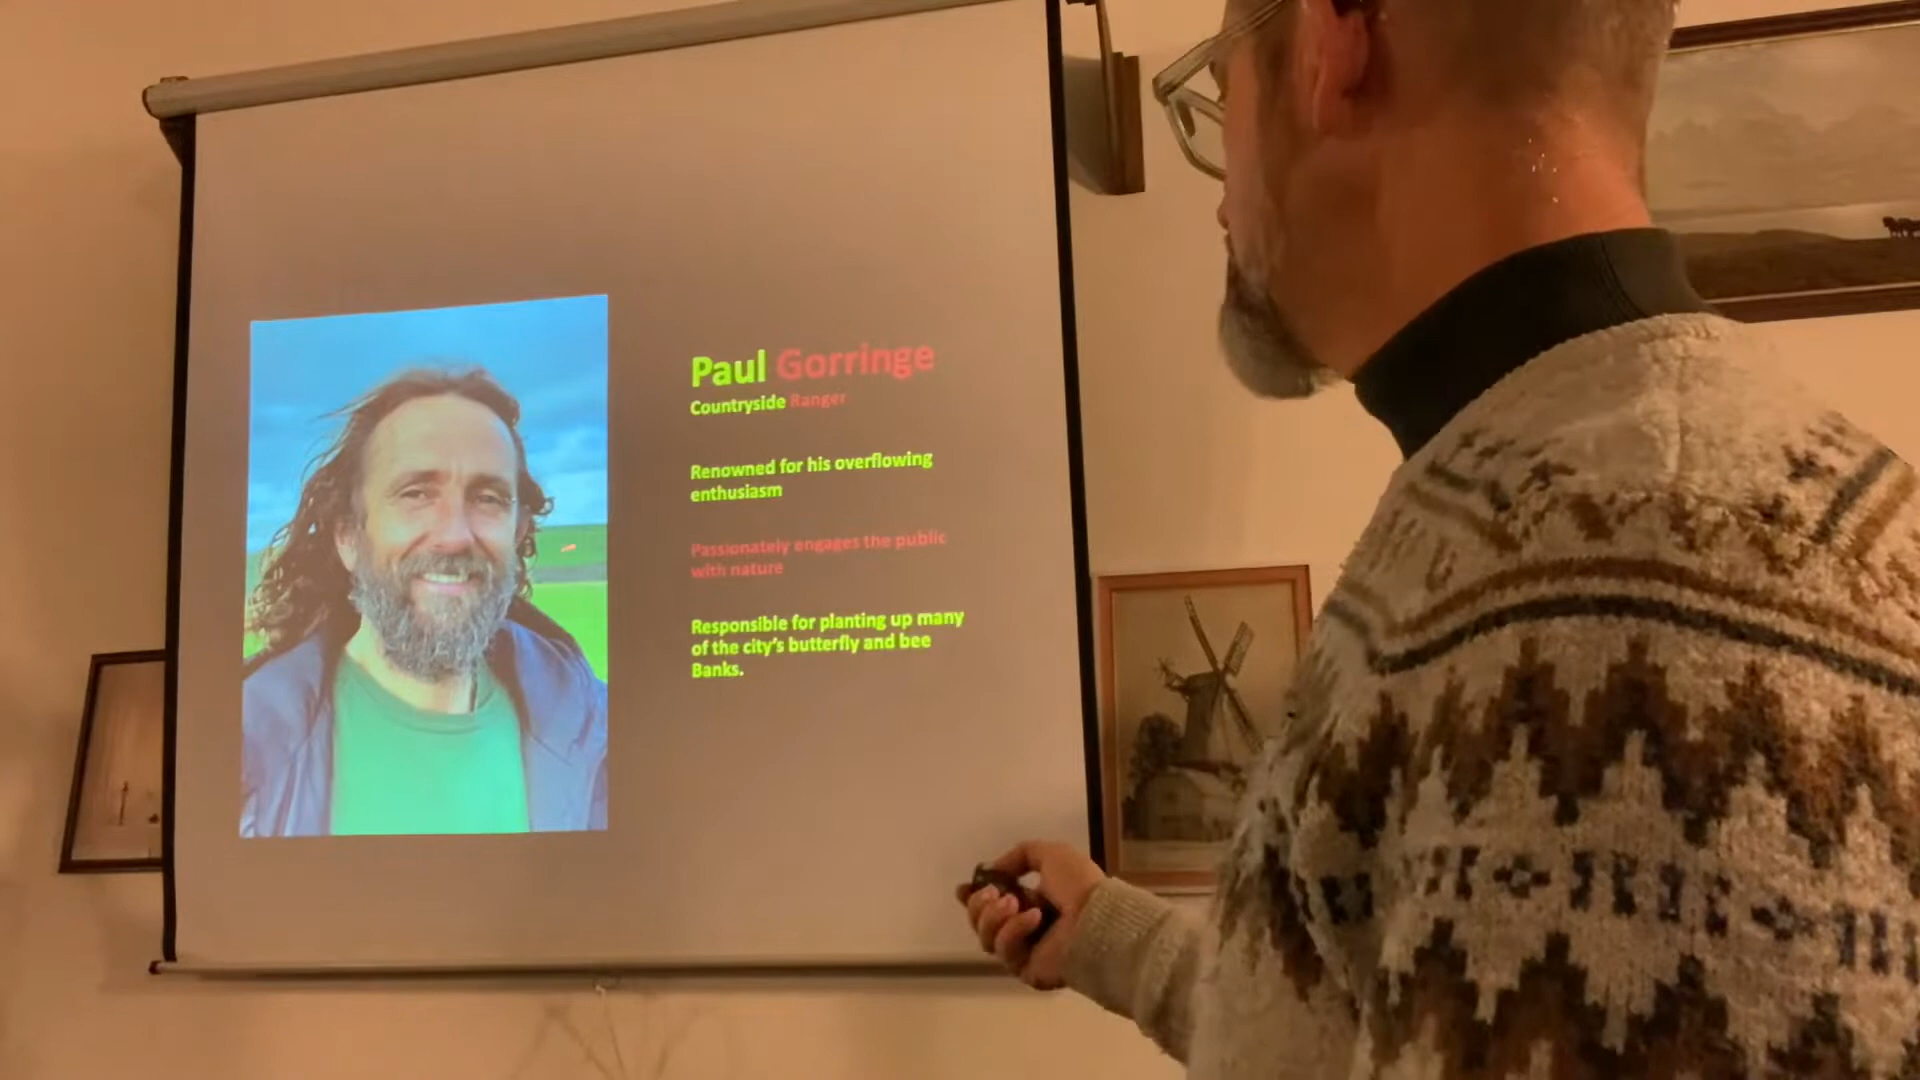 Paul Gorringe
Countryside Ranger
Renowned for his overflowing
enthusiasm
Passionately engages the public
with nature
Responsible for planting up many
of the city's butterfly and bee
Banks.